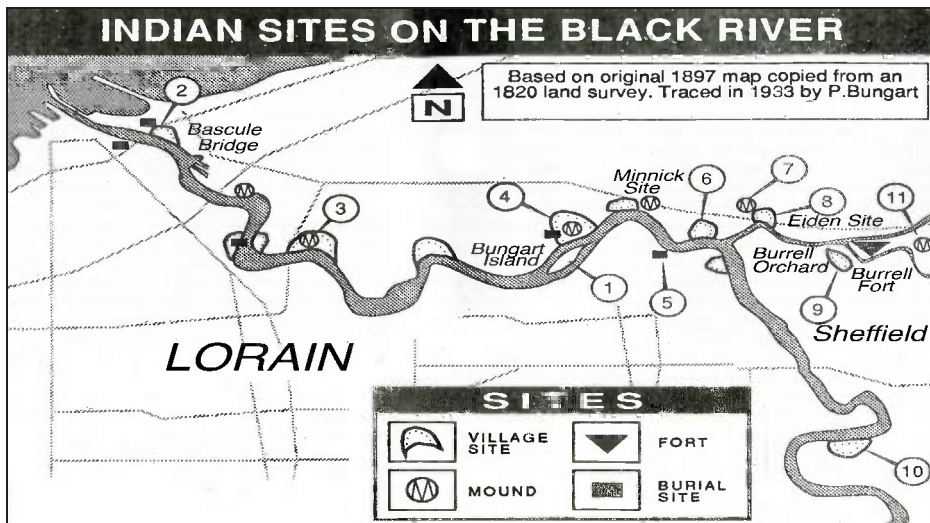 INDIAN SITES ON THE BLACK RIVER
Based on original 1897 map copied from an
1820 land survey. Traced in 1933 by P.Bungart
N
2
Bascule
Bridge
Minnick
Site
6
7
8
11
Eiden Site
3
4
Bungart
Island
1
5
Burrell
Orchard
Burrell
Fort
9
Sheffield
LORAIN
SITES
VILLAGE
SITE
FORT
M
MOUND
BURIAL
SITE
10
M
M
M
M
M
M